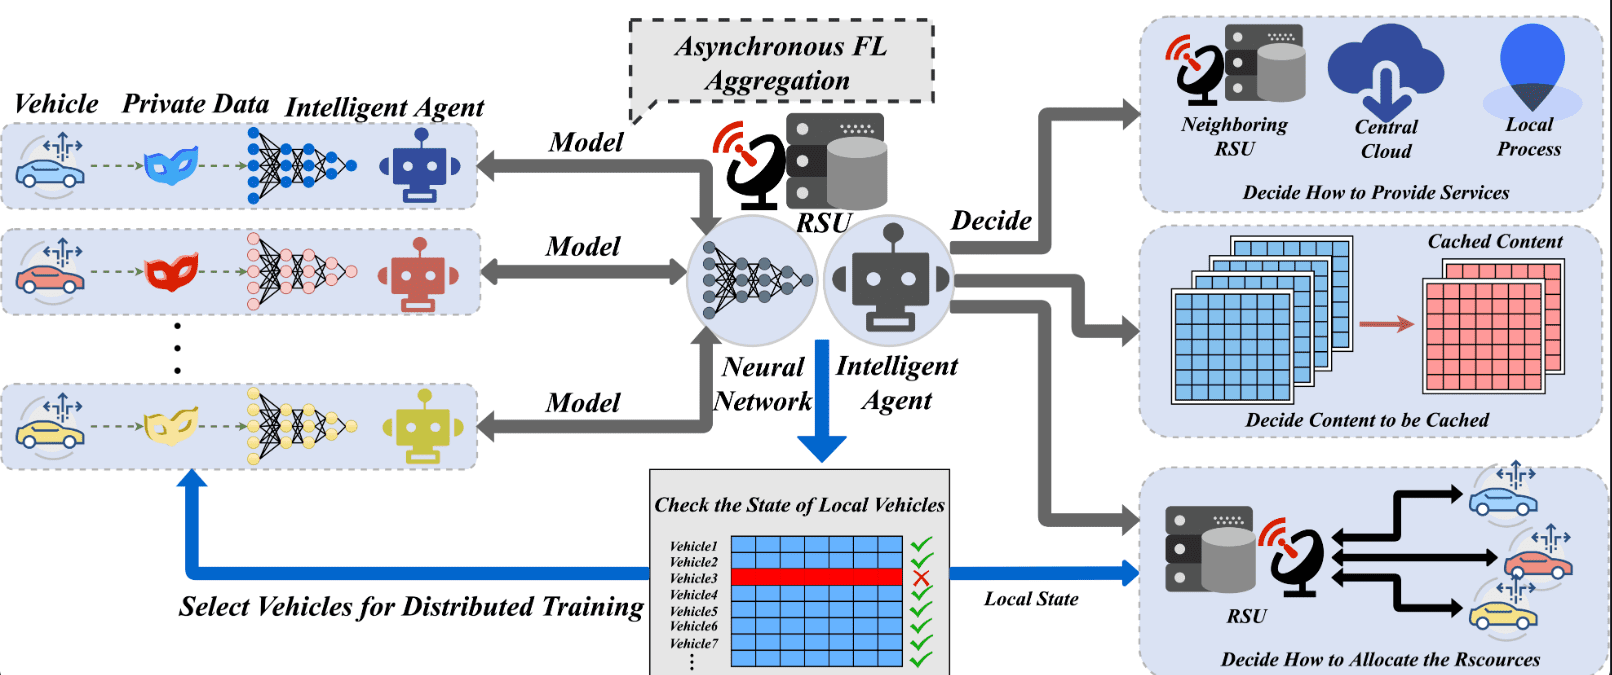 Asynchronous FL
Aggregation
Vehicle
Private Data
Intelligent Agent
Model
Model
Model
RSU
Neural
Network
Intelligent
Agent
Decide
Neighboring
RSU
Central
Cloud
Local
Process
Decide How to Provide Services
Cached Content
Decide Content to be Cached
Check the State of Local Vehicles
Vehicle1
Vehicle2
Vehicle3
Vehicle4
Vehicle5
Vehicle6
Vehicle7
Select Vehicles for Distributed Training
Local State
RSU
Decide How to Allocate the Rscources